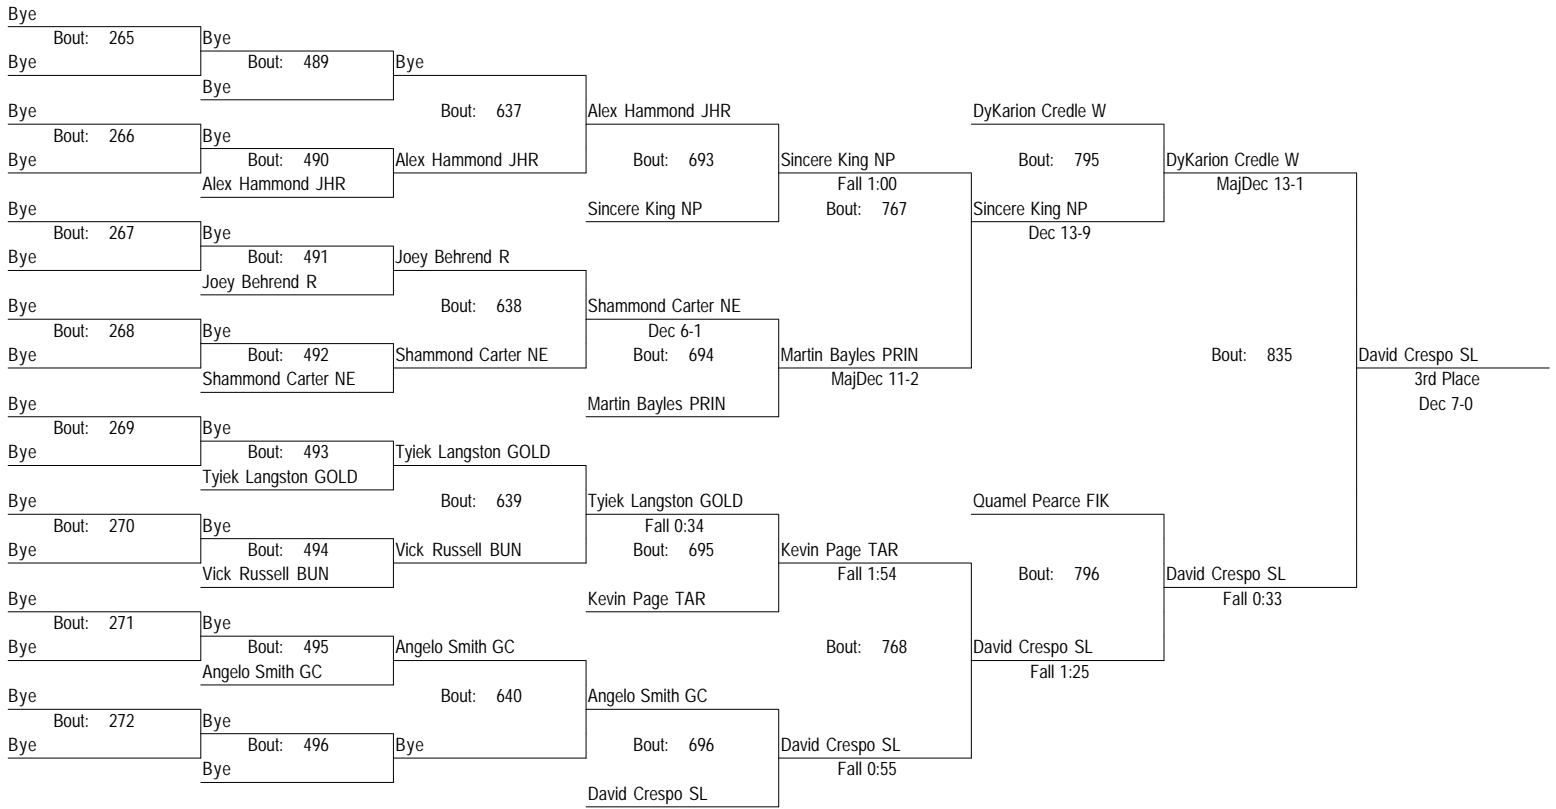 Bye
Bout: 265
Bye
Bye
Bout: 266
Bye
Bye
Bout: 267
Bye
Bye
Bout: 268
Bye
Bye
Bout: 269
Bye
Bye
Bout: 270
Bye
Bye
Bout: 271
Bye
Bye
Bout: 272
Bye
Bye
Bout: 489
Bye
Bye
Bout: 490
Alex Hammond JHR
Bye
Bout: 491
Joey Behrend R
Bye
Bout: 492
Shammond Carter NE
Bye
Bout: 493
Tyiek Langston GOLD
Bye
Bout: 494
Vick Russell BUN
Bye
Bout: 495
Angelo Smith GC
Bye
Bout: 496
Bye
Bye
Bout: 637
Alex Hammond JHR
Joey Behrend R
Bout: 638
Shammond Carter NE
Tyiek Langston GOLD
Bout: 639
Vick Russell BUN
Angelo Smith GC
Bout: 640
Bye
Alex Hammond JHR
Bout: 693
Sincere King NP
Shammond Carter NE
Dec 6-1
Bout: 694
Martin Bayles PRIN
Tyiek Langston GOLD
Fall 0:34
Bout: 695
Kevin Page TAR
Angelo Smith GC
Bout: 696
David Crespo SL
Sincere King NP
Fall 1:00
Bout: 767
Martin Bayles PRIN
MajDec 11-2
Kevin Page TAR
Fall 1:54
Bout: 768
David Crespo SL
Fall 0:55
DyKarion Credle W
Bout: 795
Sincere King NP
Dec 13-9
Quamel Pearce FIK
Bout: 796
David Crespo SL
Fall 1:25
DyKarion Credle W
MajDec 13-1
Bout: 835
David Crespo SL
Fall 0:33
David Crespo SL
3rd Place
Dec 7-0